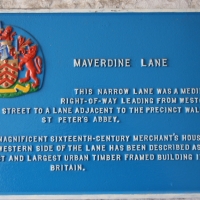 MAVERDINE LANE
THIS NARROW LANE WAS A MEDI
RIGHT-OF-WAY LEADING FROM WEST
STREET TO A LANE ADJACENT TO THE PRECINCT WAL
ST PETER'S ABBEY.
MAGNIFICENT SIXTEENTH-CENTURY MERCHANT'S HOUS
WESTERN SIDE OF THE LANE HAS BEEN DESCRIBED AS
T AND LARGEST URBAN TIMBER FRAMED BUILDING I
BRITAIN.